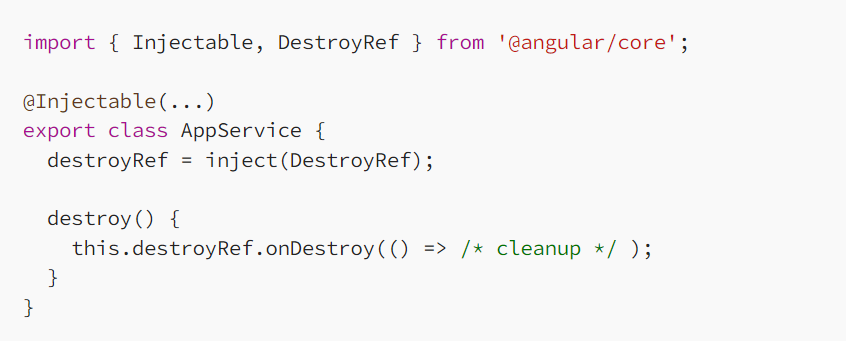 import { Injectable, DestroyRef } from '@angular/core';
@Injectable(...)
export class AppService {
destroyRef = inject(DestroyRef);
destroy() {
this.destroyRef.onDestroy(() => /* cleanup */ );
}
}